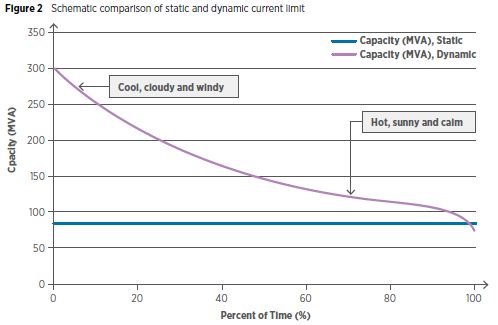 Figure 2 Schematic comparison of static and dynamic current limit
350
Capacity (MVA), Static
Capacity (MVA), Dynamic
300
Cool, cloudy and windy
250
Hot, sunny and calm
200
150
100
50
0
Cpacity (MVA)
0 20 40 60 80 100
Percent of Time (%)